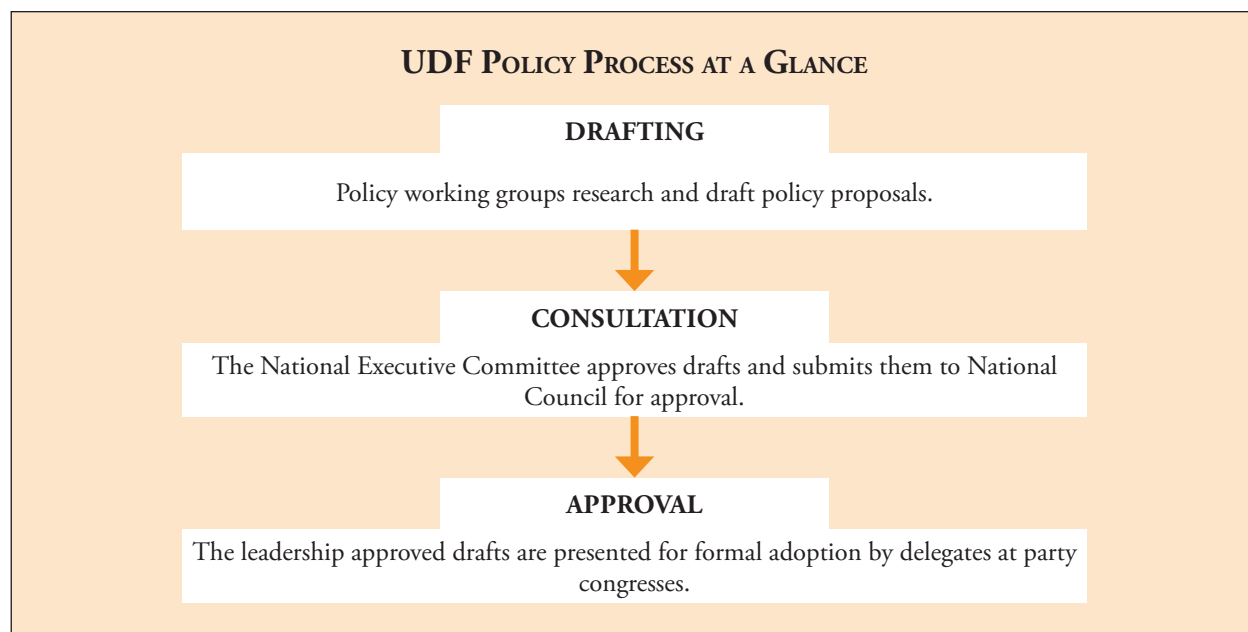 UDF Policy Process at a Glance
DRAFTING
Policy working groups research and draft policy proposals.
CONSULTATION
The National Executive Committee approves drafts and submits them to National
Council for approval.
APPROVAL
The leadership approved drafts are presented for formal adoption by delegates at party
congresses.